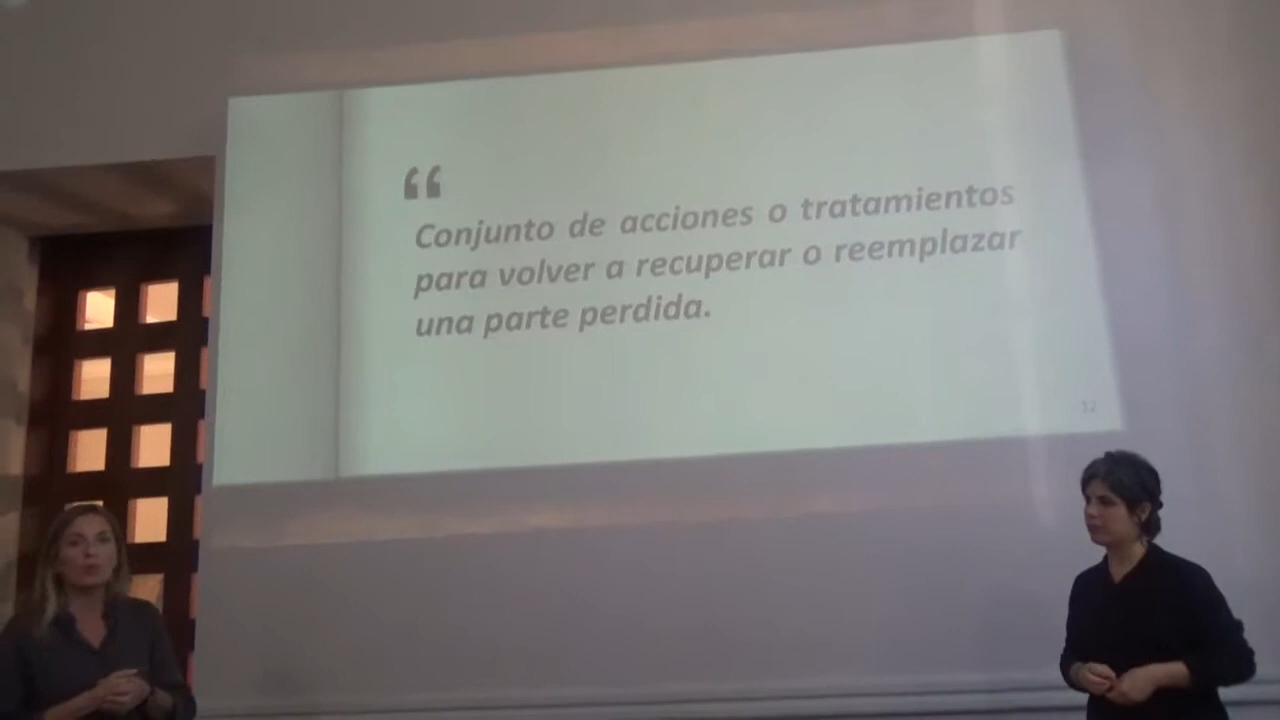 “
Conjunto de acciones o tratamientos
para volver a recuperar o reemplazar
una parte perdida.
12